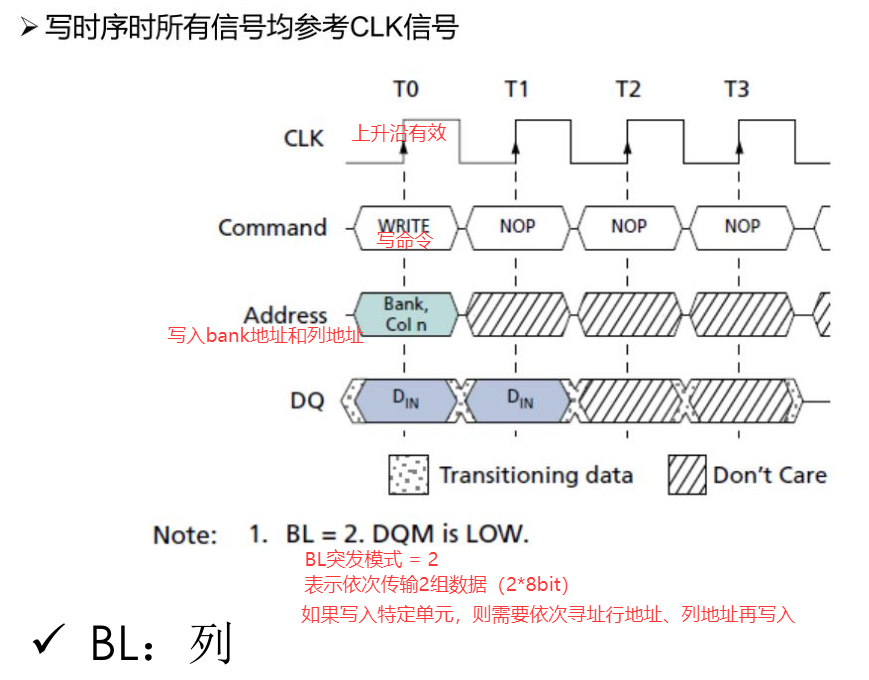 ➢ 写时序时所有信号均参考CLK信号
T0 T1 T2 T3
CLK 上升沿有效
Command WRITE NOP NOP NOP
写命令
Address Bank, Col n
写入bank地址和列地址
DQ DIN DIN
Transitioning data Don't Care
Note: 1. BL = 2. DQM is LOW.
BL突发模式 = 2
表示依次传输2组数据（2*8bit）
如果写入特定单元，则需要依次寻址行地址、列地址再写入
✓ BL：列